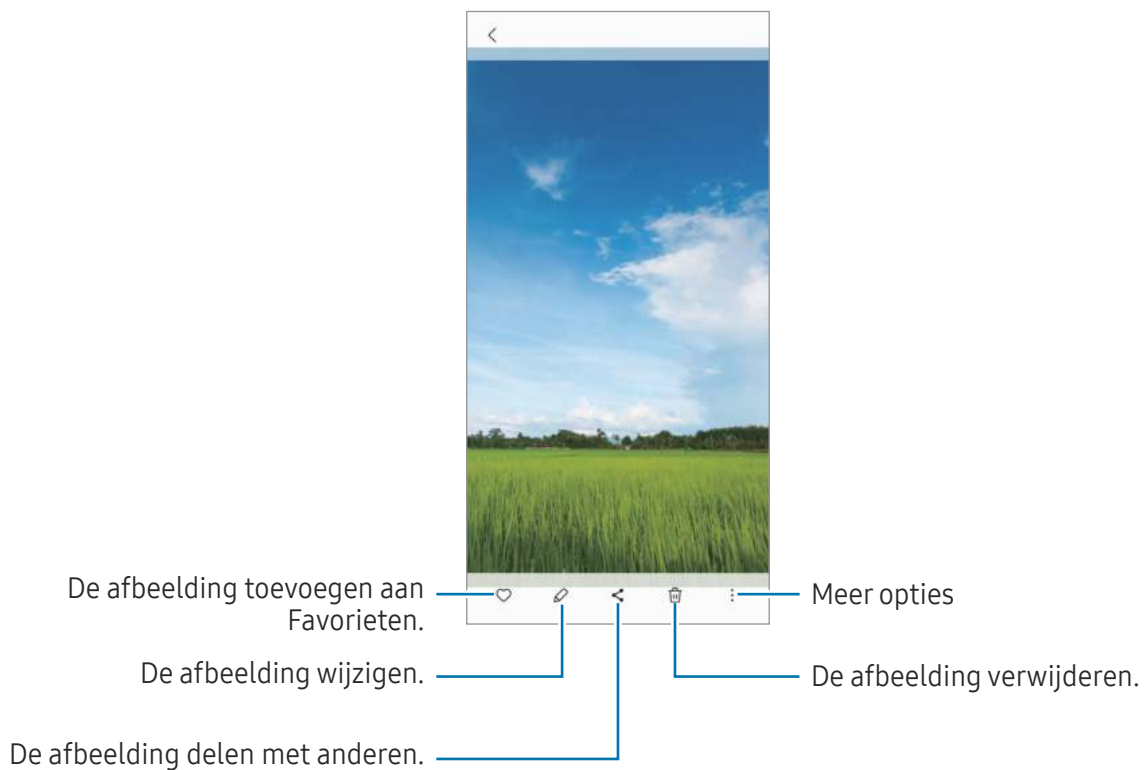 De afbeelding toevoegen aan
Favorieten.
De afbeelding wijzigen.
De afbeelding delen met anderen.
Meer opties
De afbeelding verwijderen.